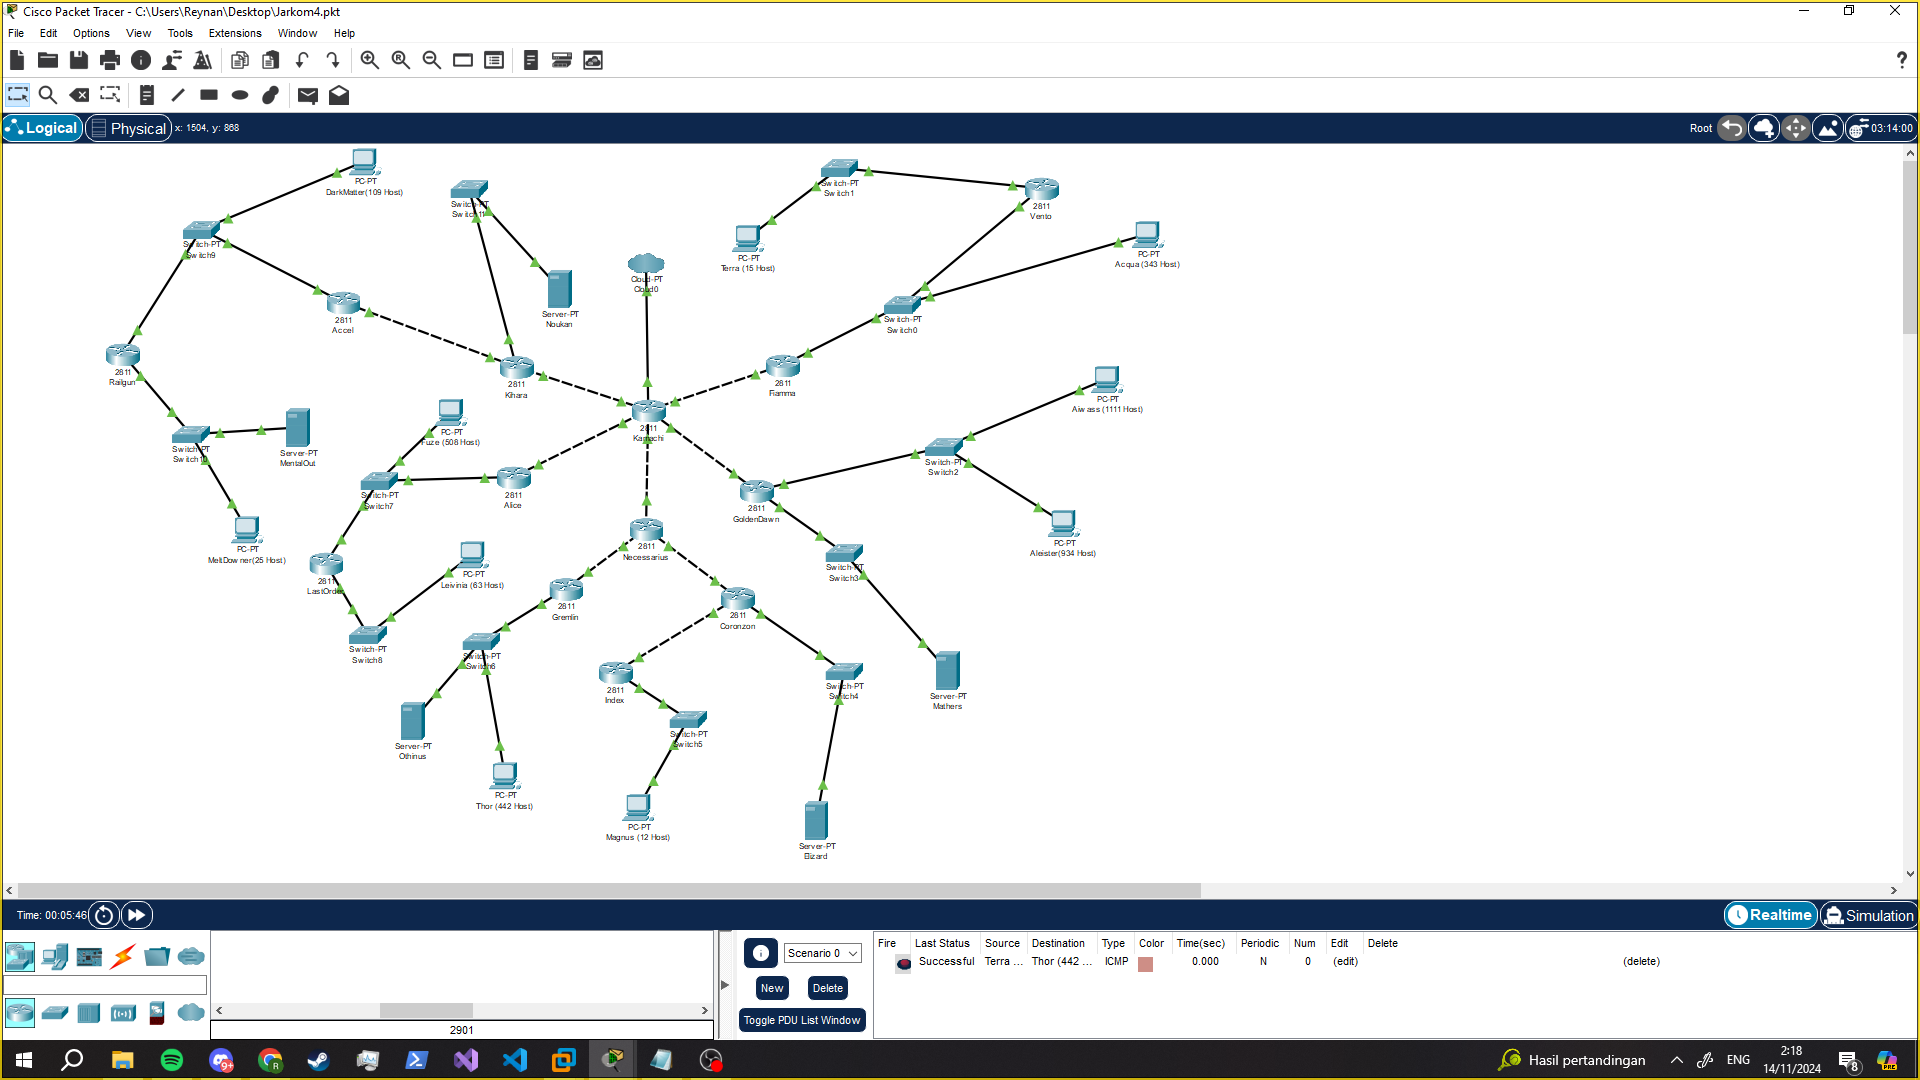 Cisco Packet Tracer - C:\Users\Reynan\Desktop\Jarkom4.pkt
File Edit Options View Tools Extensions Window Help
?
Logical Physical x: 1504, y: 868 Root 03:14:00
PC-PT
DarkMatter(109 Host)
Switch-PT
Switch11
Switch-PT
Switch1
2811
Vento
Switch-PT
Switch9
PC-PT
Terra (15 Host)
PC-PT
Acqua (343 Host)
Cloud-PT
Cloud0
2811
Accel
Server-PT
Noukan
Switch-PT
Switch0
2811
Railgun
2811
Kihara
2811
Fiamma
PC-PT
Aiwass (1111 Host)
2811
Kamachi
PC-PT
Fuze (508 Host)
Switch-PT
Switch10
Server-PT
MentalOut
Switch-PT
Switch2
Switch-PT
Switch7
2811
Alice
2811
GoldenDawn
PC-PT
MeltDowner(25 Host)
2811
Necessarius
PC-PT
Aleister(934 Host)
2811
LastOrder
PC-PT
Leivinia (63 Host)
Switch-PT
Switch3
2811
Gremlin
2811
Coronzon
Switch-PT
Switch8
Switch-PT
Switch6
2811
Index
Switch-PT
Switch4
Server-PT
Mathers
Switch-PT
Switch5
Server-PT
Othinus
PC-PT
Thor (442 Host)
PC-PT
Magnus (12 Host)
Server-PT
Bizard
Time: 00:05:46 Realtime Simulation
Scenario 0
New Delete
Toggle PDU List Window
Fire Last Status Source Destination Type Color Time(sec) Periodic Num Edit Delete
Successful Terra ... Thor (442 ... ICMP 0.000 N 0 (edit) (delete)
2901
9+
R
Hasil pertandingan ENG 2:18
14/11/2024
8
PRE